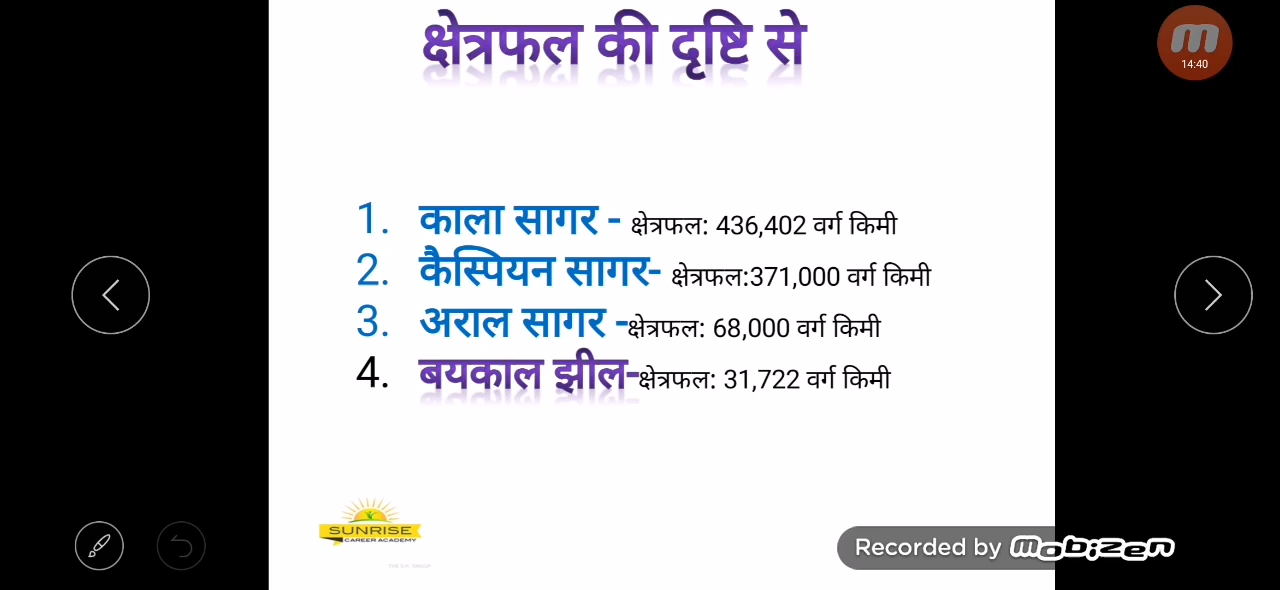 क्षेत्रफल की दृष्टि से
14:40
1. काला सागर - क्षेत्रफल: 436,402 वर्ग किमी
2. कैस्पियन सागर- क्षेत्रफल:371,000 वर्ग किमी
3. अराल सागर -क्षेत्रफल: 68,000 वर्ग किमी
4. बयकाल झील-क्षेत्रफल: 31,722 वर्ग किमी
SUNRISE
CAREER ACADEMY
Recorded by mobizen